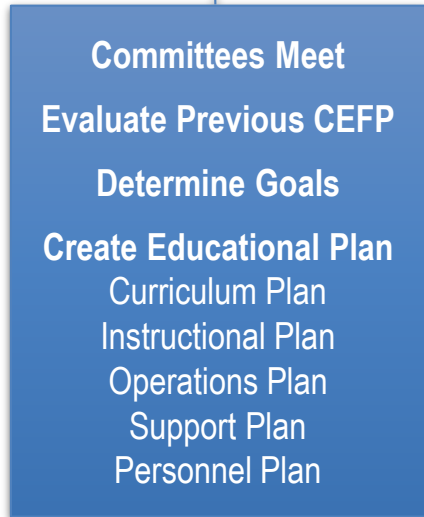 Committees Meet
Evaluate Previous CEFP
Determine Goals
Create Educational Plan
Curriculum Plan
Instructional Plan
Operations Plan
Support Plan
Personnel Plan